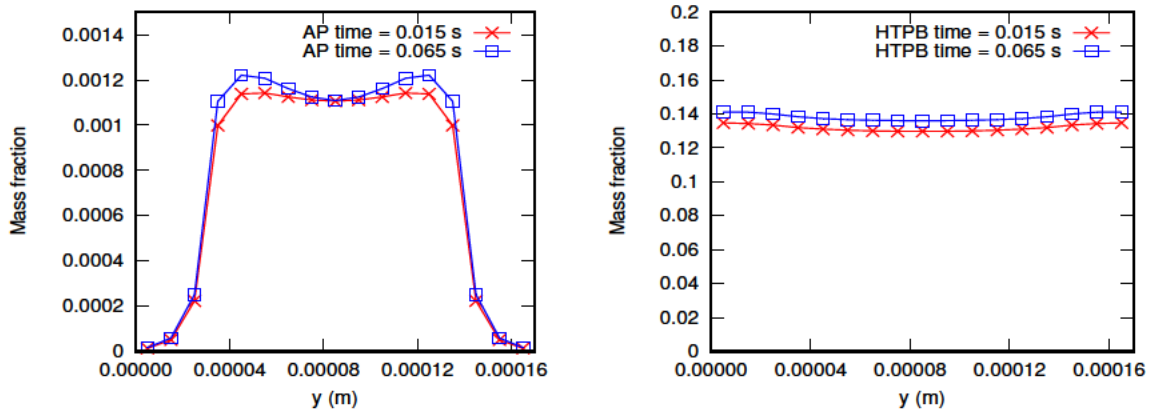 AP time = 0.015 s
AP time = 0.065 s
0.0014
0.0012
0.001
0.0008
0.0006
0.0004
0.0002
0
Mass fraction
0.00000 0.00004 0.00008 0.00012 0.00016
y (m)
HTPB time = 0.015 s
HTPB time = 0.065 s
0.2
0.18
0.16
0.14
0.12
0.1
0.08
0.06
0.04
0.02
0
Mass fraction
0.00000 0.00004 0.00008 0.00012 0.00016
y (m)